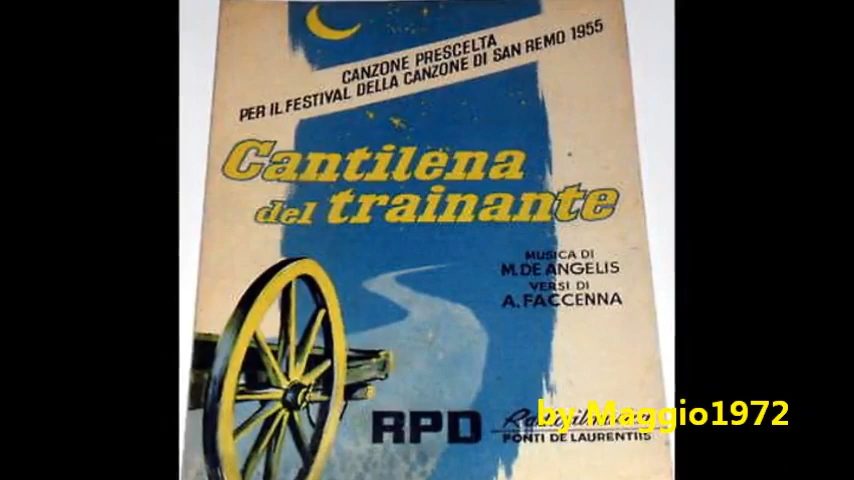 CANZONE PRESCELTA
PER IL FESTIVAL DELLA CANZONE DI SAN REMO 1955
Cantilena
del trainante
MUSICA DI
M. DE ANGELIS
VERSI DI
A. FACCENNA
RPD
by Maggio1972
PONTI DE LAURENTIIS